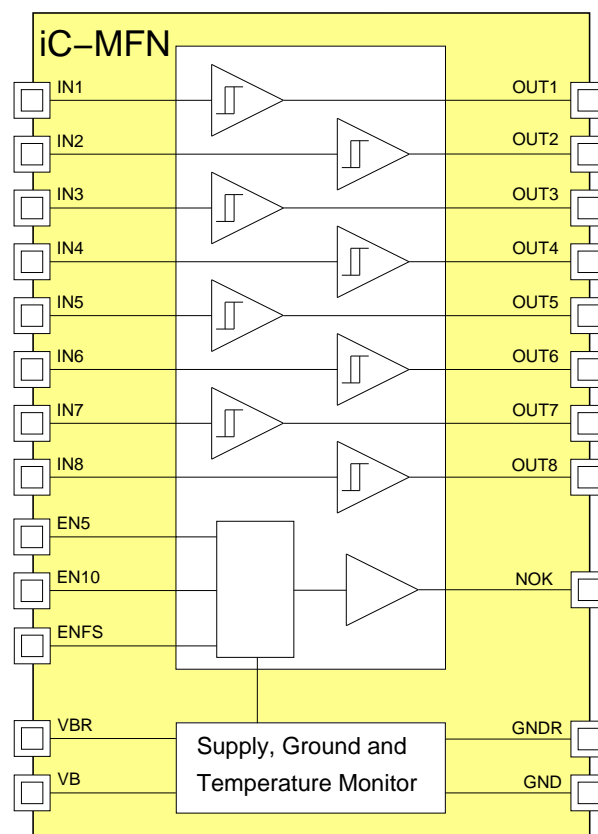 iC–MFN
IN1 OUT1
IN2 OUT2
IN3 OUT3
IN4 OUT4
IN5 OUT5
IN6 OUT6
IN7 OUT7
IN8 OUT8
EN5
EN10 NOK
ENFS
VBR GNDR
Supply, Ground and
Temperature Monitor
VB GND